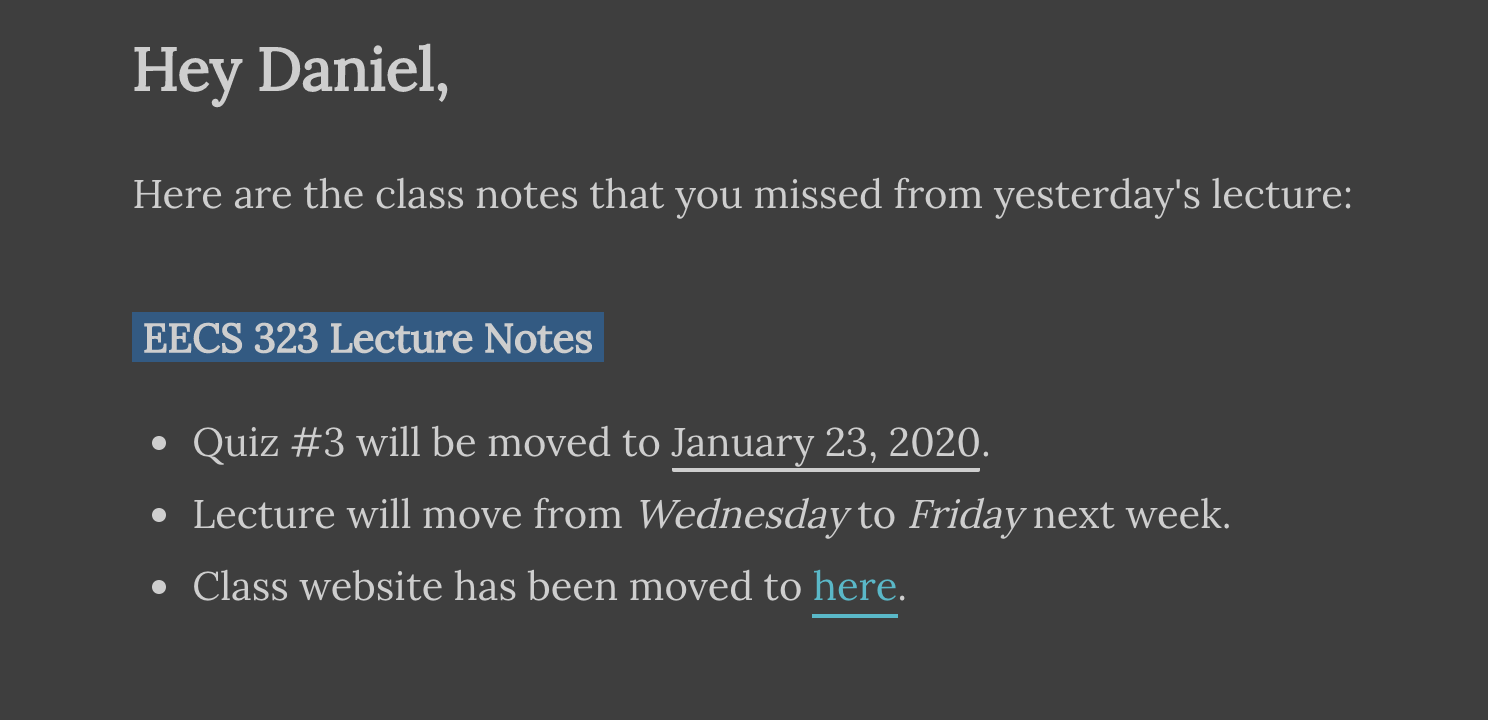 Hey Daniel,
Here are the class notes that you missed from yesterday's lecture:
EECS 323 Lecture Notes
• Quiz #3 will be moved to January 23, 2020.
• Lecture will move from Wednesday to Friday next week.
• Class website has been moved to here.